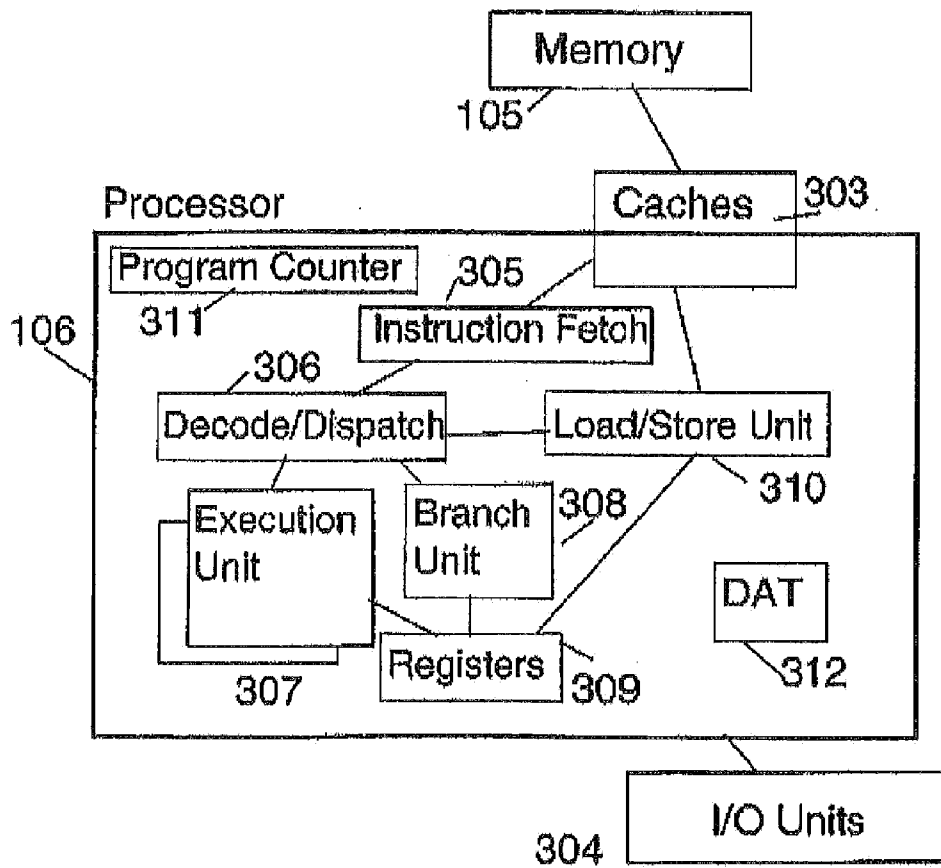 Memory
105
Processor
Caches
303
Program Counter
311
305
Instruction Fetch
106
306
Decode/Dispatch
Load/Store Unit
310
Execution
Unit
307
Branch
Unit
308
Registers
309
DAT
312
I/O Units
304